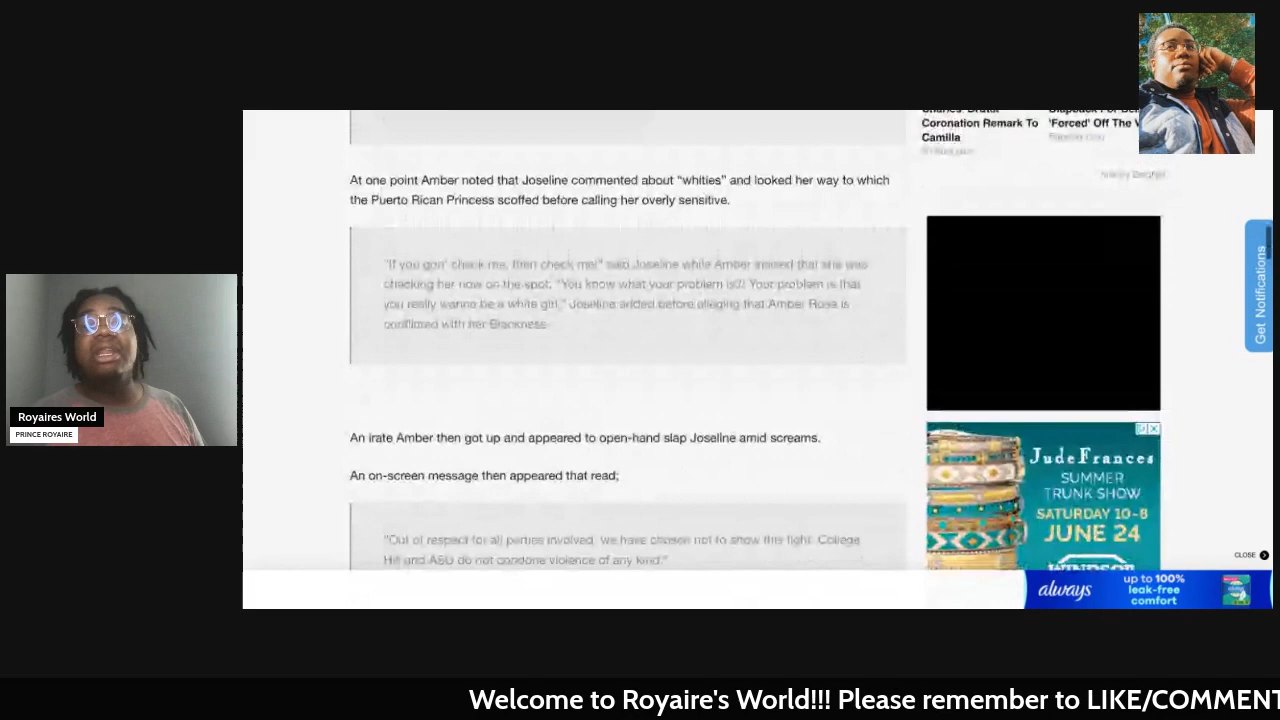 Coronation Remark To
Camilla
'Forced' Off The
At one point Amber noted that Joseline commented about “whities” and looked her way to which
the Puerto Rican Princess scoffed before calling her overly sensitive.
"If you gon' check me, then check me!" said Joseline while Amber insisted that she was
checking her now on the spot. "You know what your problem is?! Your problem is that
you really wanna be a white girl," Joseline added before alleging that Amber Rose is
conflicted with her Blackness.
An irate Amber then got up and appeared to open-hand slap Joseline amid screams.
An on-screen message then appeared that read;
"Out of respect for all parties involved, we have chosen not to show this fight. College
Hill and ASU do not condone violence of any kind."
Get Notifications
JudeFrances
SUMMER
TRUNK SHOW
SATURDAY 10-8
JUNE 24
WINDSOR
CLOSE
always
up to 100%
leak-free
comfort
Royaires World
PRINCE ROYAIRE
Welcome to Royaire's World!!! Please remember to LIKE/COMMENT